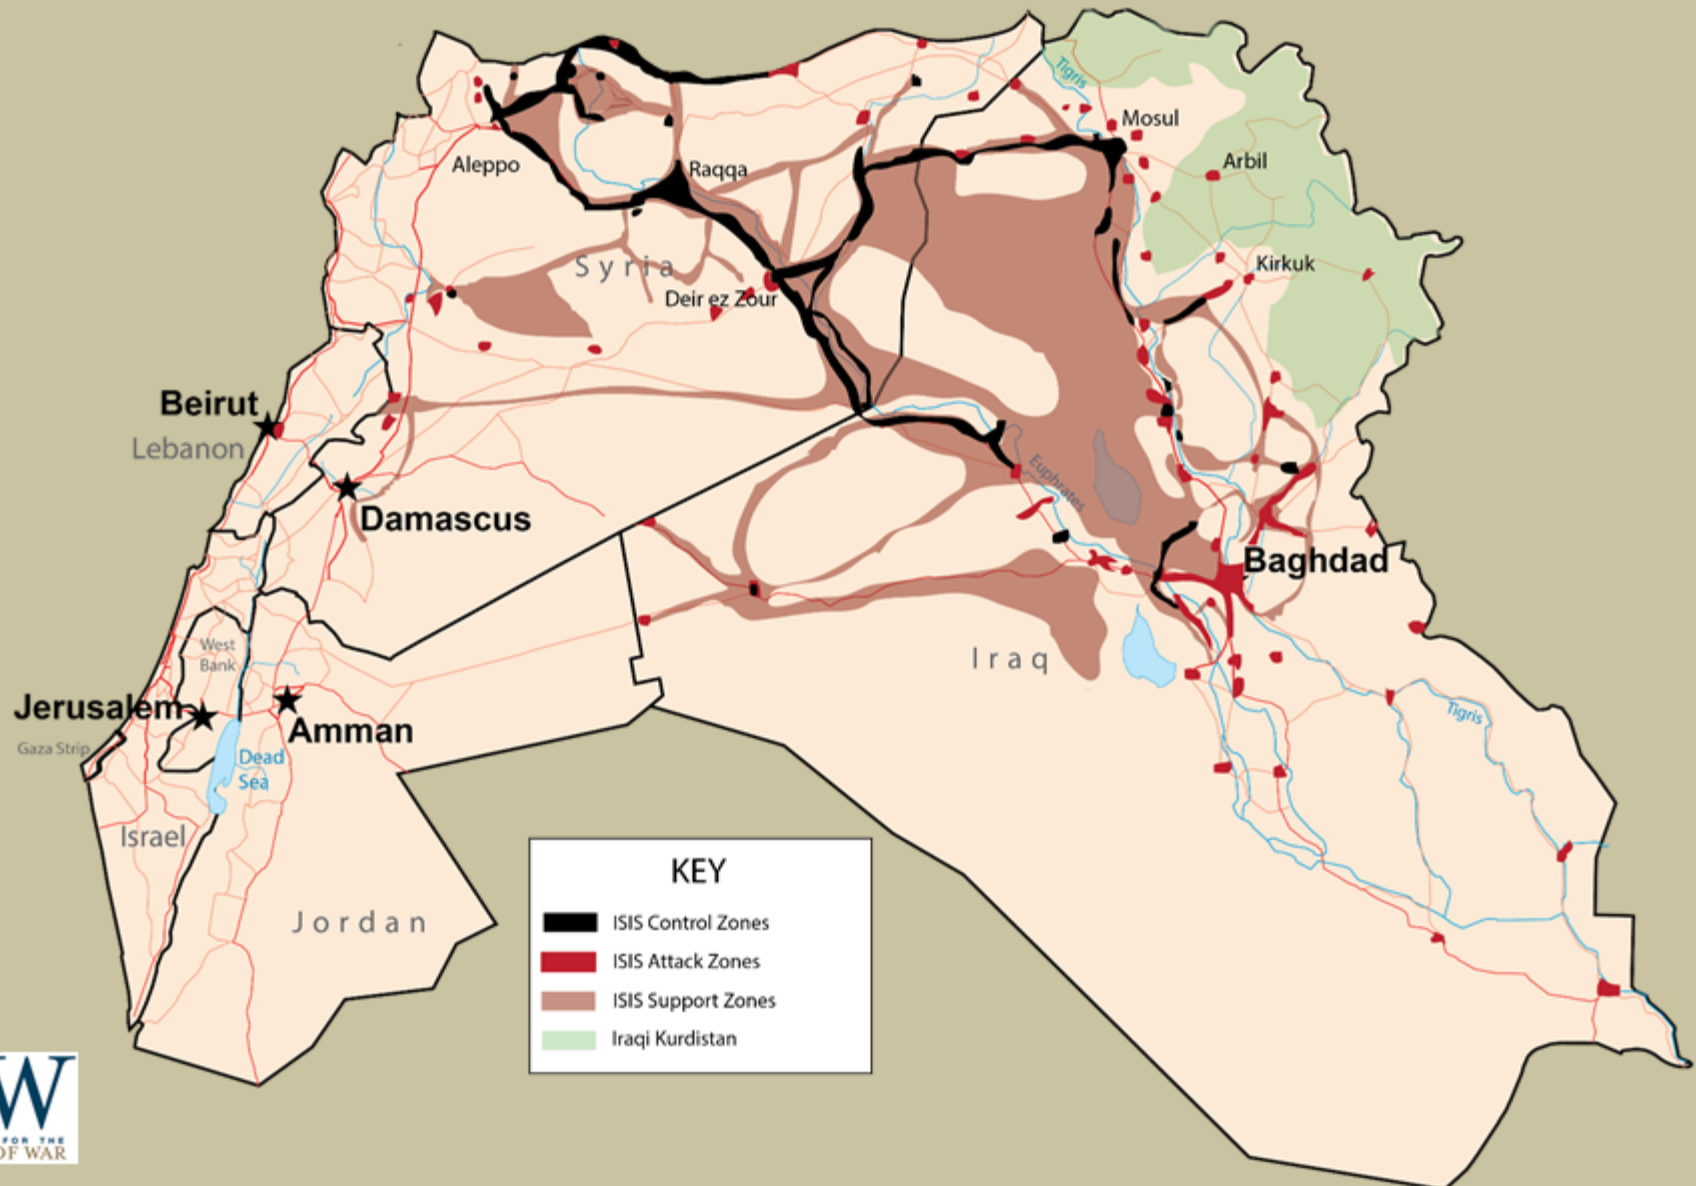 Tigris
Mosul
Aleppo
Raqqa
Arbil
Syria
Kirkuk
Deir ez Zour
Beirut
Lebanon
Euphrates
Damascus
Baghdad
West
Bank
Iraq
Jerusalem
Amman
Gaza Strip
Dead
Sea
Tigris
Israel
Jordan
KEY
ISIS Control Zones
ISIS Attack Zones
ISIS Support Zones
Iraqi Kurdistan
W
FOR THE
OF WAR